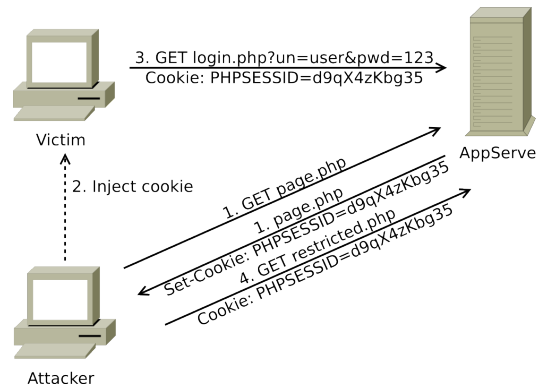 3. GET login.php?un=user&pwd=123
Cookie: PHPSESSID=d9qX4zKbg35
Victim
AppServe
2. Inject cookie
1. GET page.php
1. page.php
Set-Cookie: PHPSESSID=d9qX4zKbg35
4. GET restricted.php
Cookie: PHPSESSID=d9qX4zKbg35
Attacker